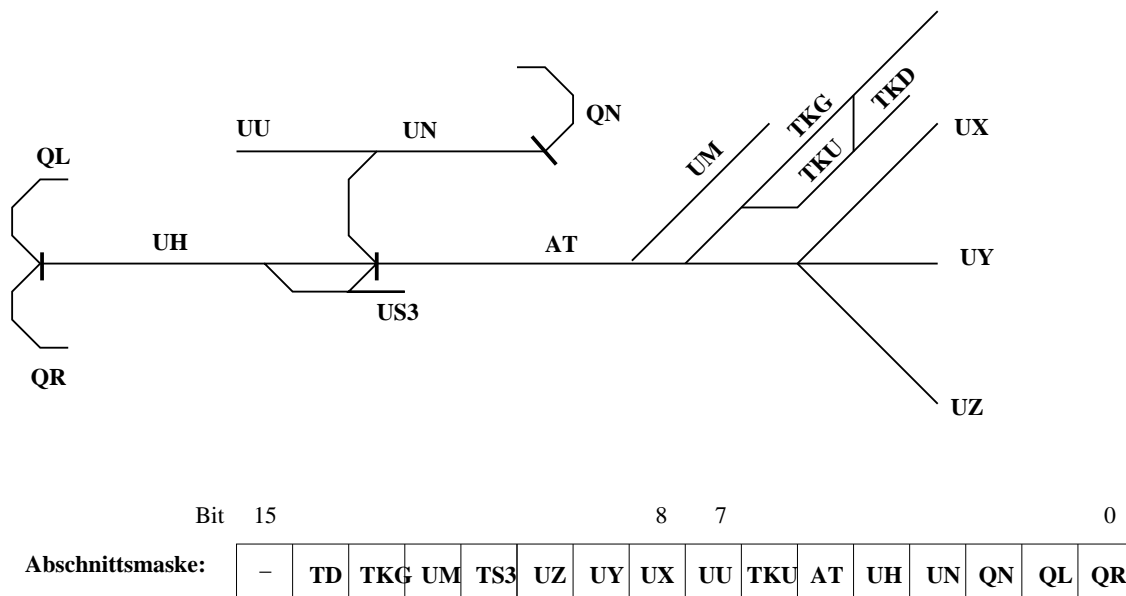 TKG
TKD
QN
UX
UU
UN
UM
TKU
QL
UH
AT
UY
US3
QR
UZ
Bit 15 8 7 0
Abschnittsmaske: – TD TKG UM TS3 UZ UY UX UU TKU AT UH UN QN QL QR